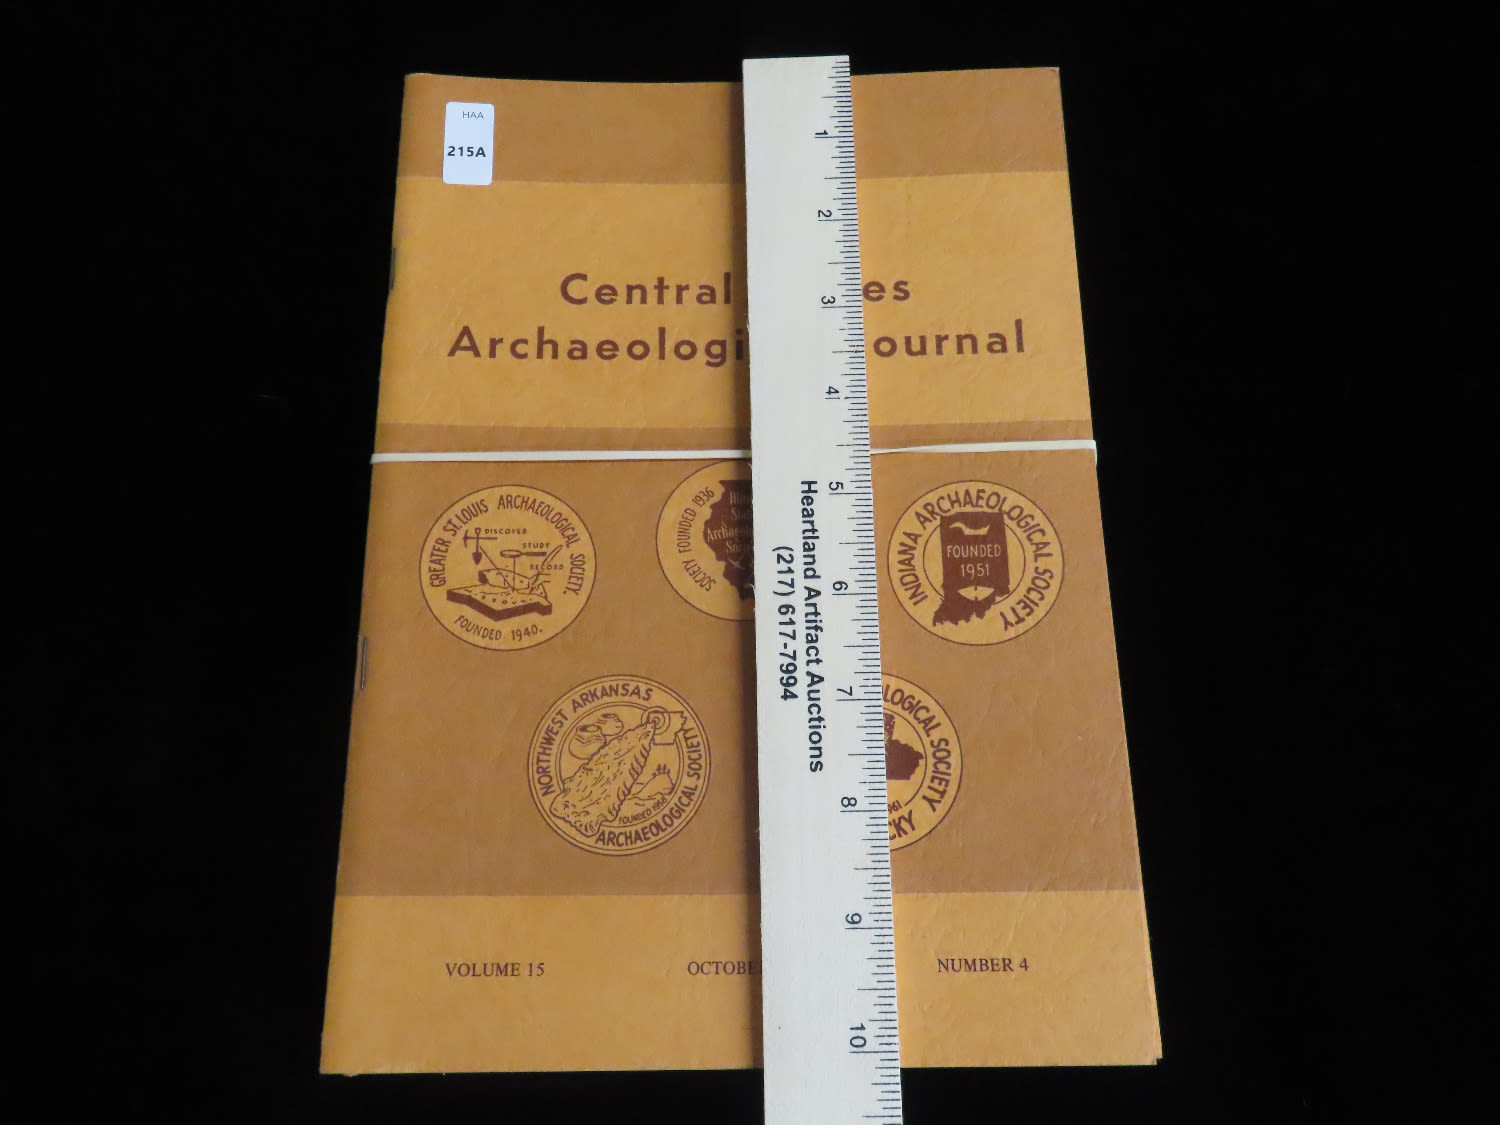 HAA
215A
Central es
Archaeologi ournal
GREATER ST. LOUIS ARCHAEOLOGICAL SOCIETY.
DISCOVER
STUDY
RECORD
FOUNDED 1940.
SOCIETY FOUNDED 1936
INDIANA ARCHAEOLOGICAL SOCIETY
FOUNDED
1951
NORTHWEST ARKANSAS
ARCHAEOLOGICAL SOCIETY
FOUNDED 1958
LOGICAL SOCIETY
CKY
VOLUME 15
OCTOBE
NUMBER 4
1
2
3
4
5
6
7
8
9
10
Heartland Artifact Auctions
(217) 617-7994